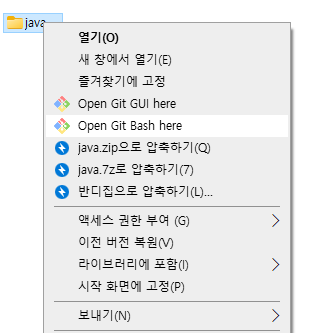 java
열기(O)
새 창에서 열기(E)
즐겨찾기에 고정
Open Git GUI here
Open Git Bash here
java.zip으로 압축하기(Q)
java.7z로 압축하기(7)
반디집으로 압축하기(L)...
액세스 권한 부여 (G)
이전 버전 복원(V)
라이브러리에 포함(I)
시작 화면에 고정(P)
보내기(N)